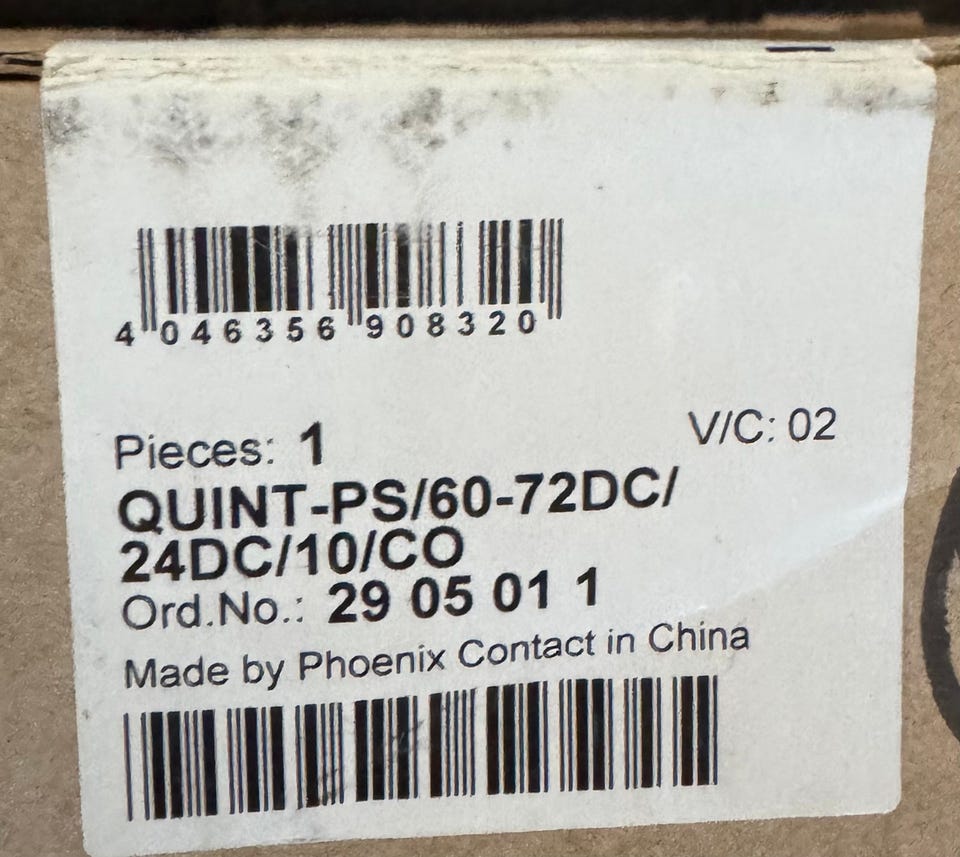 4 046356 908320
Pieces: 1 V/C: 02
QUINT-PS/60-72DC/
24DC/10/CO
Ord.No.: 29 05 01 1
Made by Phoenix Contact in China